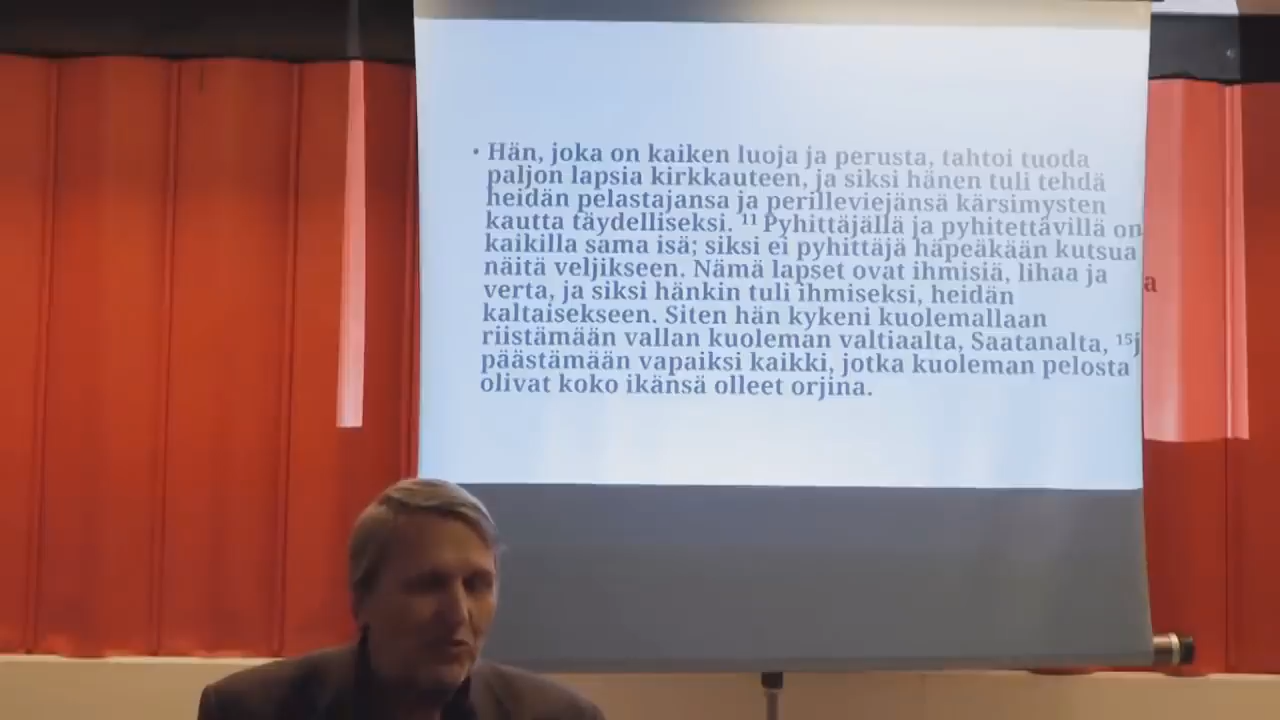 • Hän, joka on kaiken luoja ja perusta, tahtoi tuoda
paljon lapsia kirkkauteen, ja siksi hänen tuli tehdä
heidän pelastajansa ja perilleviejänsä kärsimysten
kautta täydelliseksi. ¹¹ Pyhittäjällä ja pyhitettävillä on
kaikilla sama isä; siksi ei pyhittäjä häpeäkään kutsua
näitä veljikseen. Nämä lapset ovat ihmisiä, lihaa ja
verta, ja siksi hänkin tuli ihmiseksi, heidän
kaltaisekseen. Siten hän kykeni kuolemallaan
riistämään vallan kuoleman valtiaalta, Saatanalta, ¹⁵j
päästämään vapaiksi kaikki, jotka kuoleman pelosta
olivat koko ikänsä olleet orjina.
a